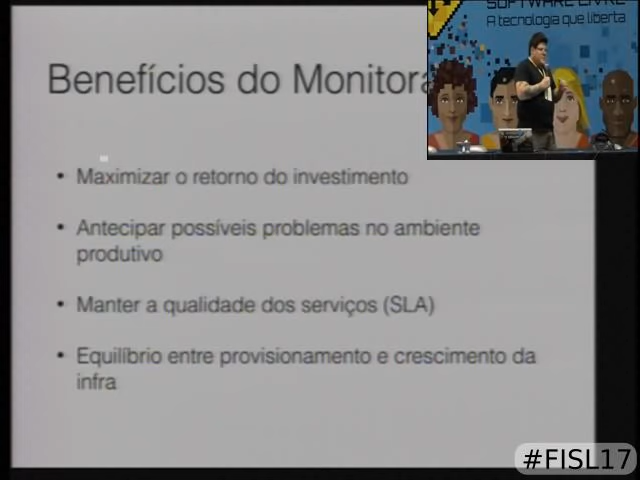 SOFTWARE LIVRE
A tecnologia que liberta
Benefícios do Monitora
• Maximizar o retorno do investimento
• Antecipar possíveis problemas no ambiente
produtivo
• Manter a qualidade dos serviços (SLA)
• Equilíbrio entre provisionamento e crescimento da
infra
#FISL17